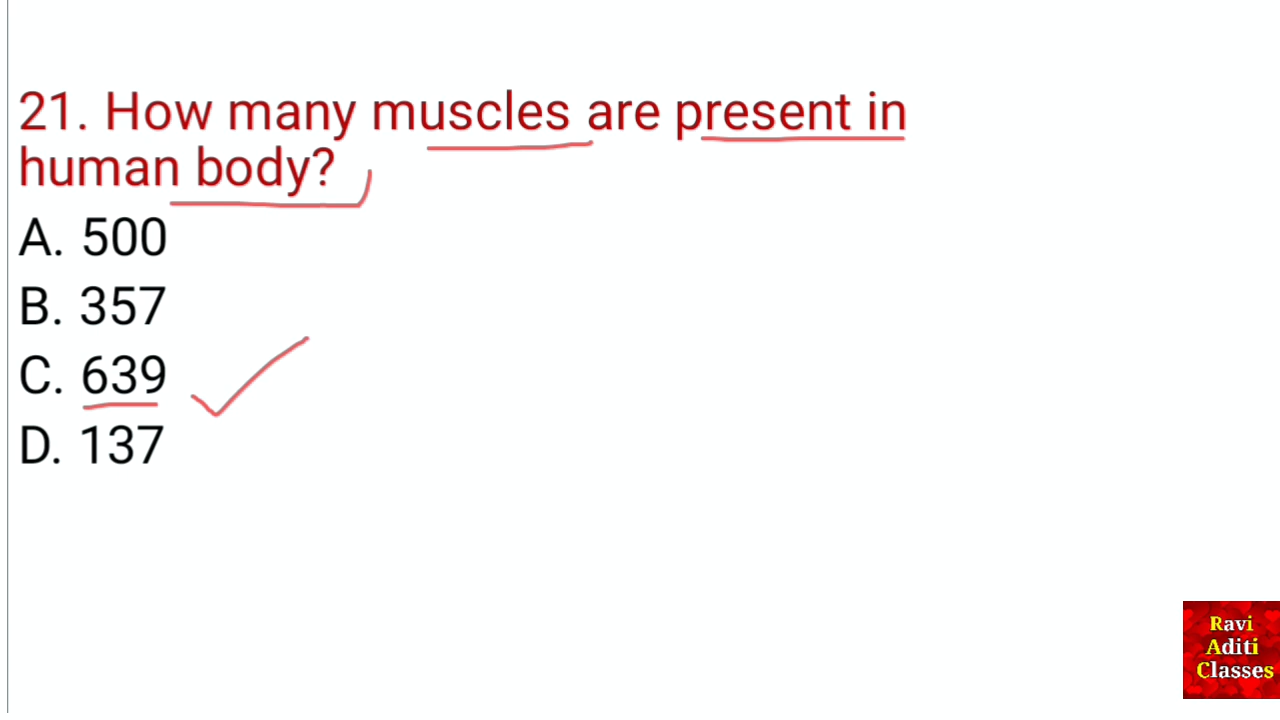 21. How many muscles are present in
human body?
A. 500
B. 357
C. 639
D. 137
Ravi
Aditi
Classes